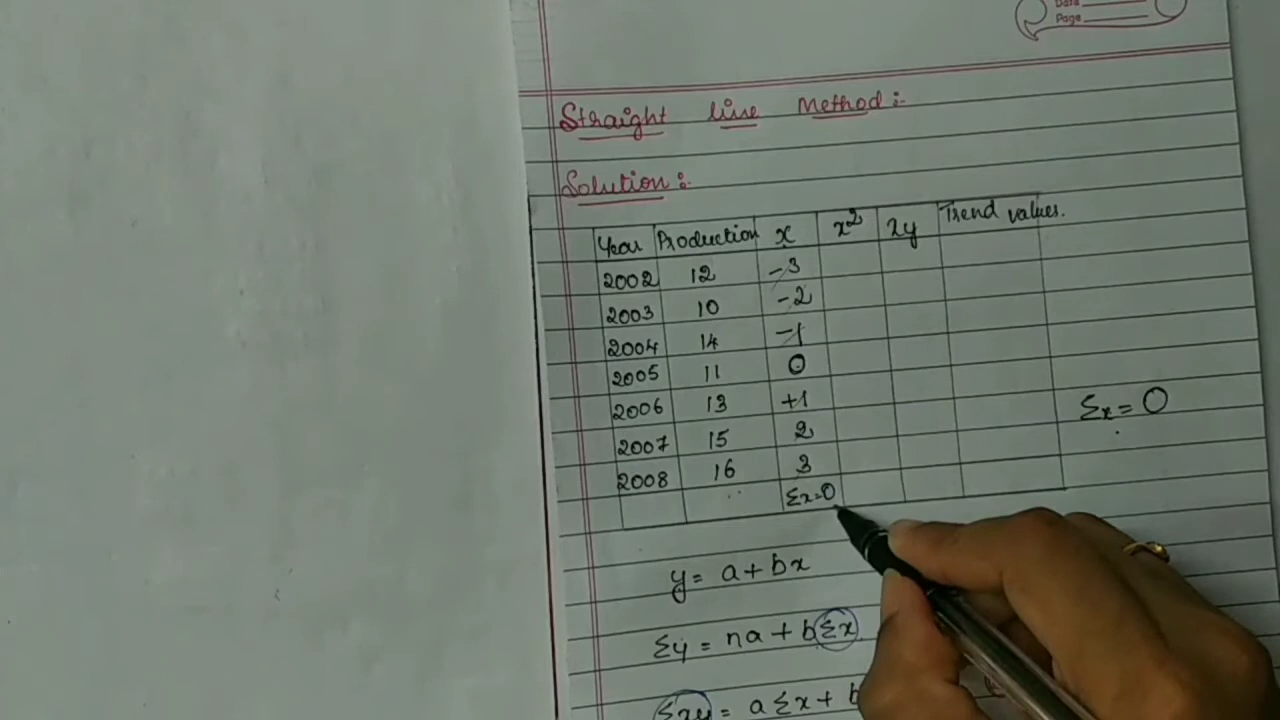 Date
Page
Straight line Method :-
Solution :-
Year Production x x² xy Trend values.
2002 12 -3
2003 10 -2
2004 14 -1
2005 11 0
2006 13 +1
2007 15 2
2008 16 3
Σx=0
Σx = 0
y = a + bx
Σy = na + bΣx
Σxy = aΣx + b